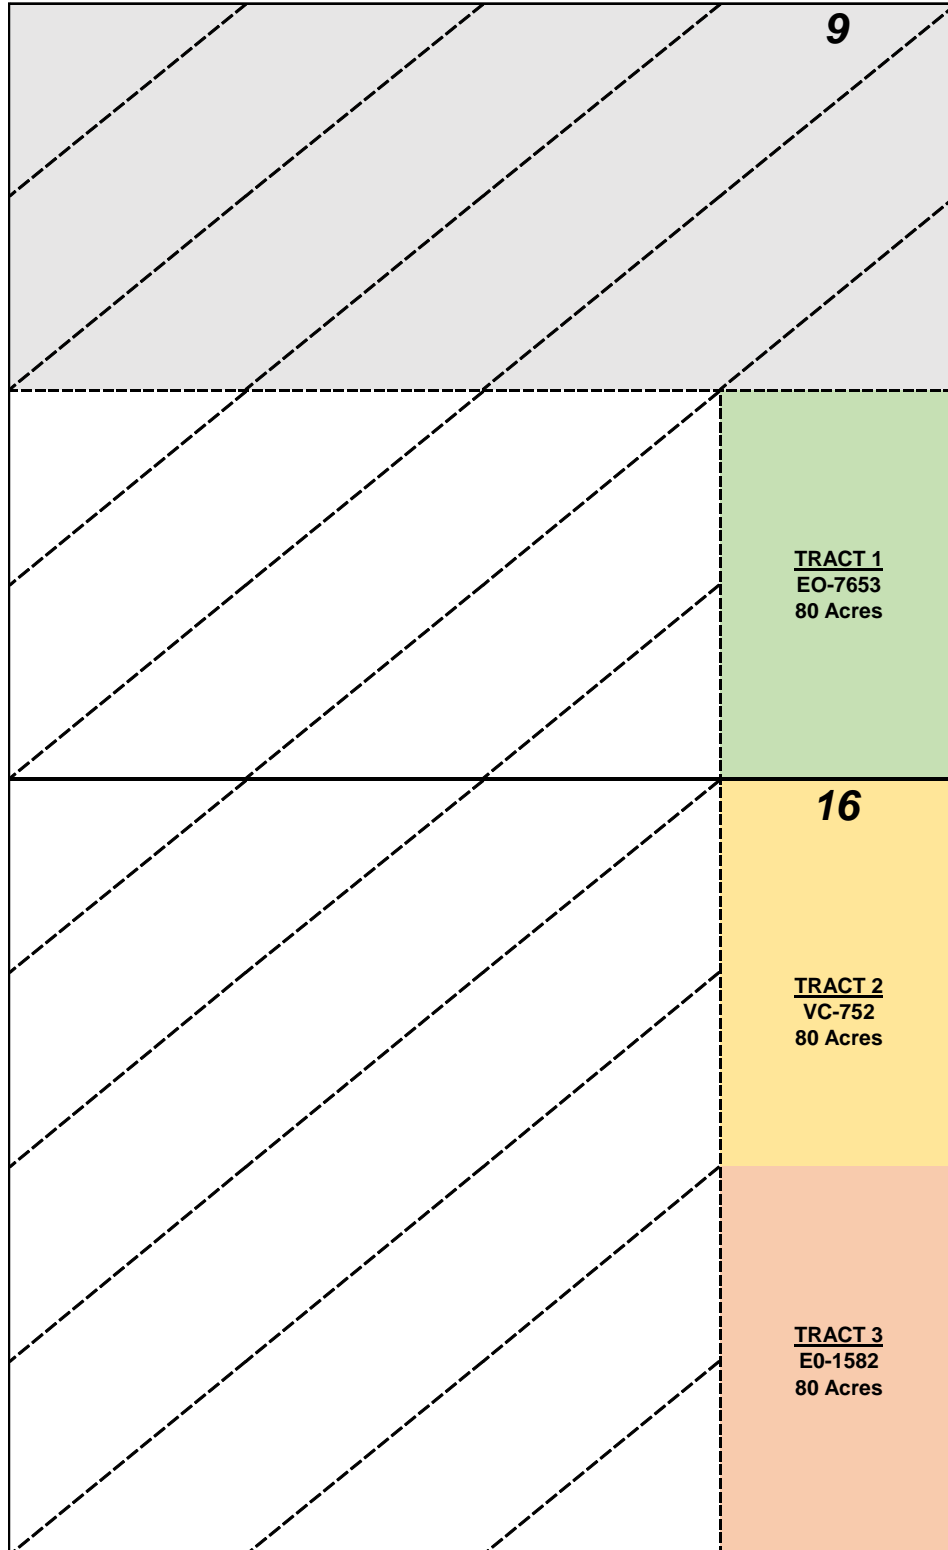 9
TRACT 1
EO-7653
80 Acres
16
TRACT 2
VC-752
80 Acres
TRACT 3
E0-1582
80 Acres